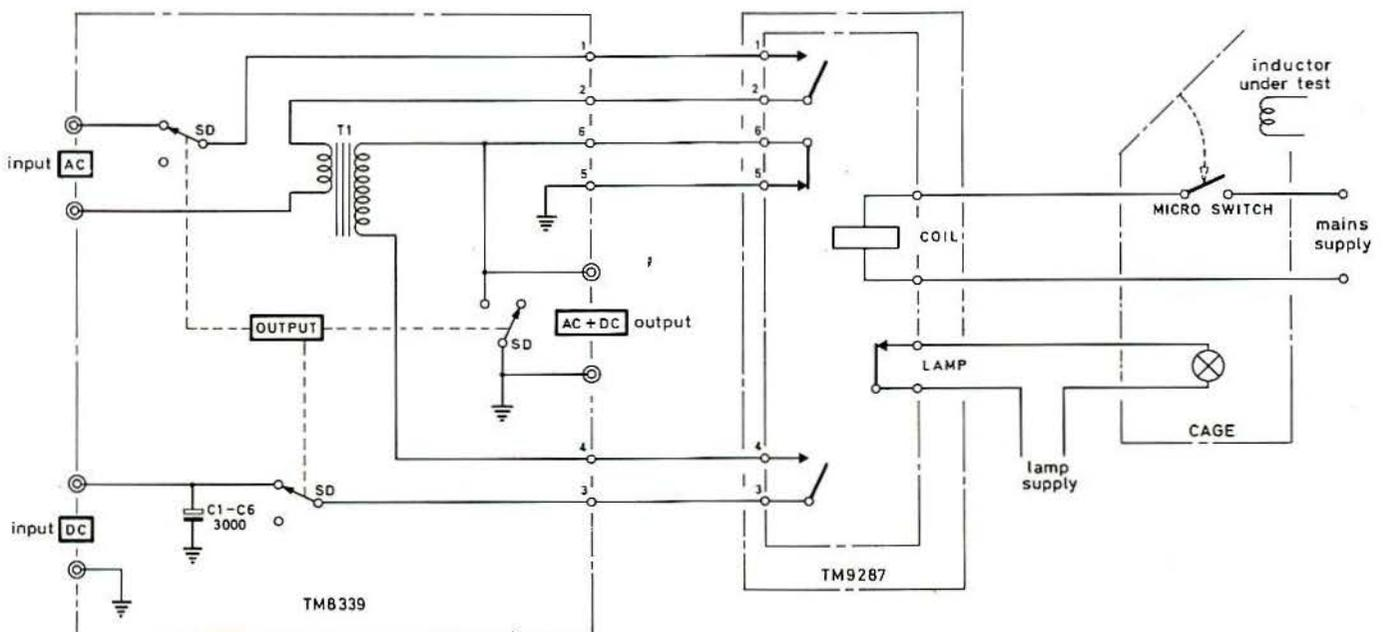 1
1
inductor
under test
2
2
SD
T1
6
6
input AC
5
5
MICRO SWITCH
mains
supply
COIL
OUTPUT
AC+DC output
SD
LAMP
CAGE
4
4
lamp
supply
SD
3
3
C1-C6
3000
input DC
TM9287
TM8339